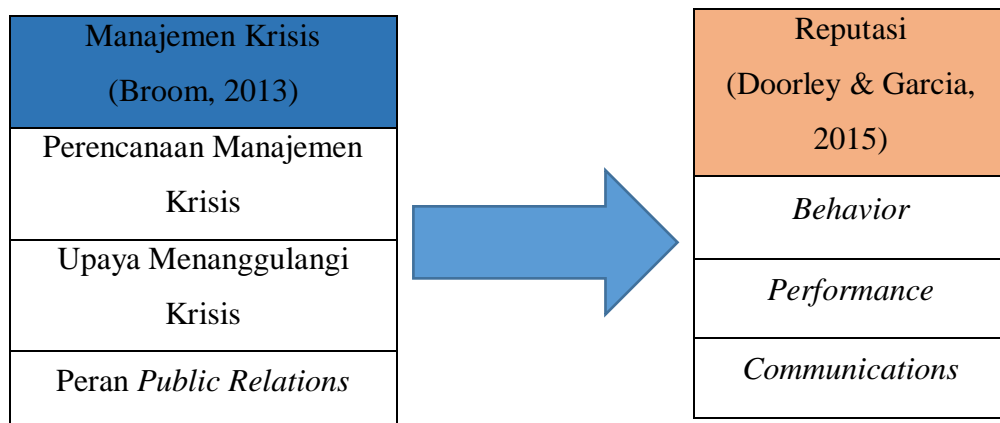 Manajemen Krisis
(Broom, 2013)
Perencanaan Manajemen
Krisis
Upaya Menanggulangi
Krisis
Peran Public Relations
Reputasi
(Doorley & Garcia,
2015)
Behavior
Performance
Communications